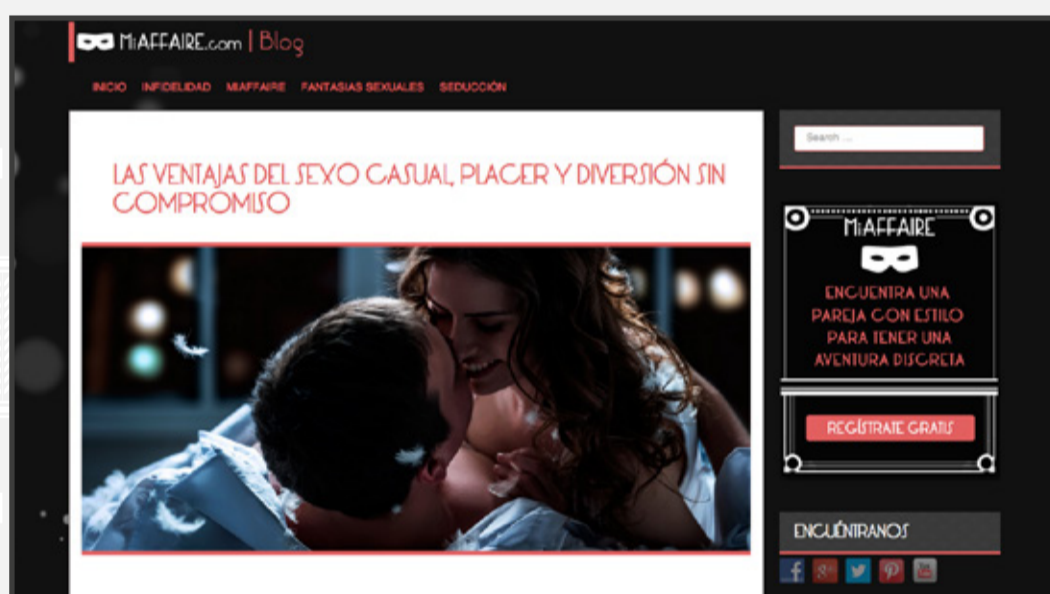 MiAFFAIRE.com | Blog
INICIO INFIDELIDAD MIAFFAIRE FANTASIAS SEXUALES SEDUCCIÓN
LAS VENTAJAS DEL SEXO CASUAL, PLACER Y DIVERSIÓN SIN
COMPROMISO
Search ...
MiAFFAIRE
ENCUENTRA UNA
PAREJA CON ESTILO
PARA TENER UNA
AVENTURA DISCRETA
REGÍSTRATE GRATIS
ENCUÉNTRANOS